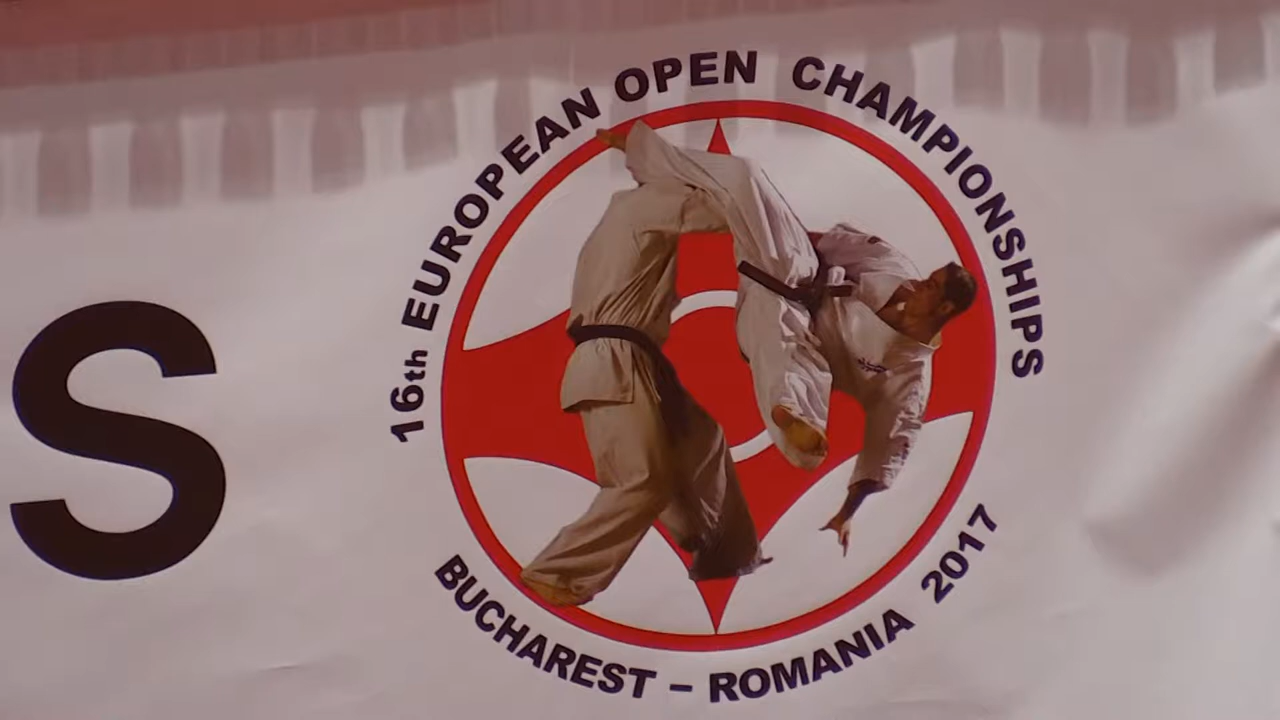 S
16th EUROPEAN OPEN CHAMPIONSHIPS
BUCHAREST – ROMANIA 2017